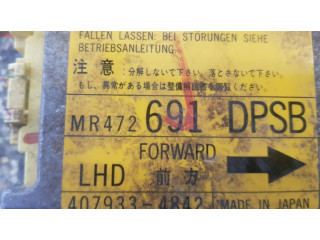 FALLEN LASSEN: BEI STÖRUNGEN SIEHE
BETRIEBSANLEITUNG.
注 意 :分解しないで下さい。落とさないで下さい。
もし、異常がある場合は整備解説書を御覧ください。
MR472 691 DPSB
FORWARD
LHD 前 方
407933-4842 MADE IN JAPAN